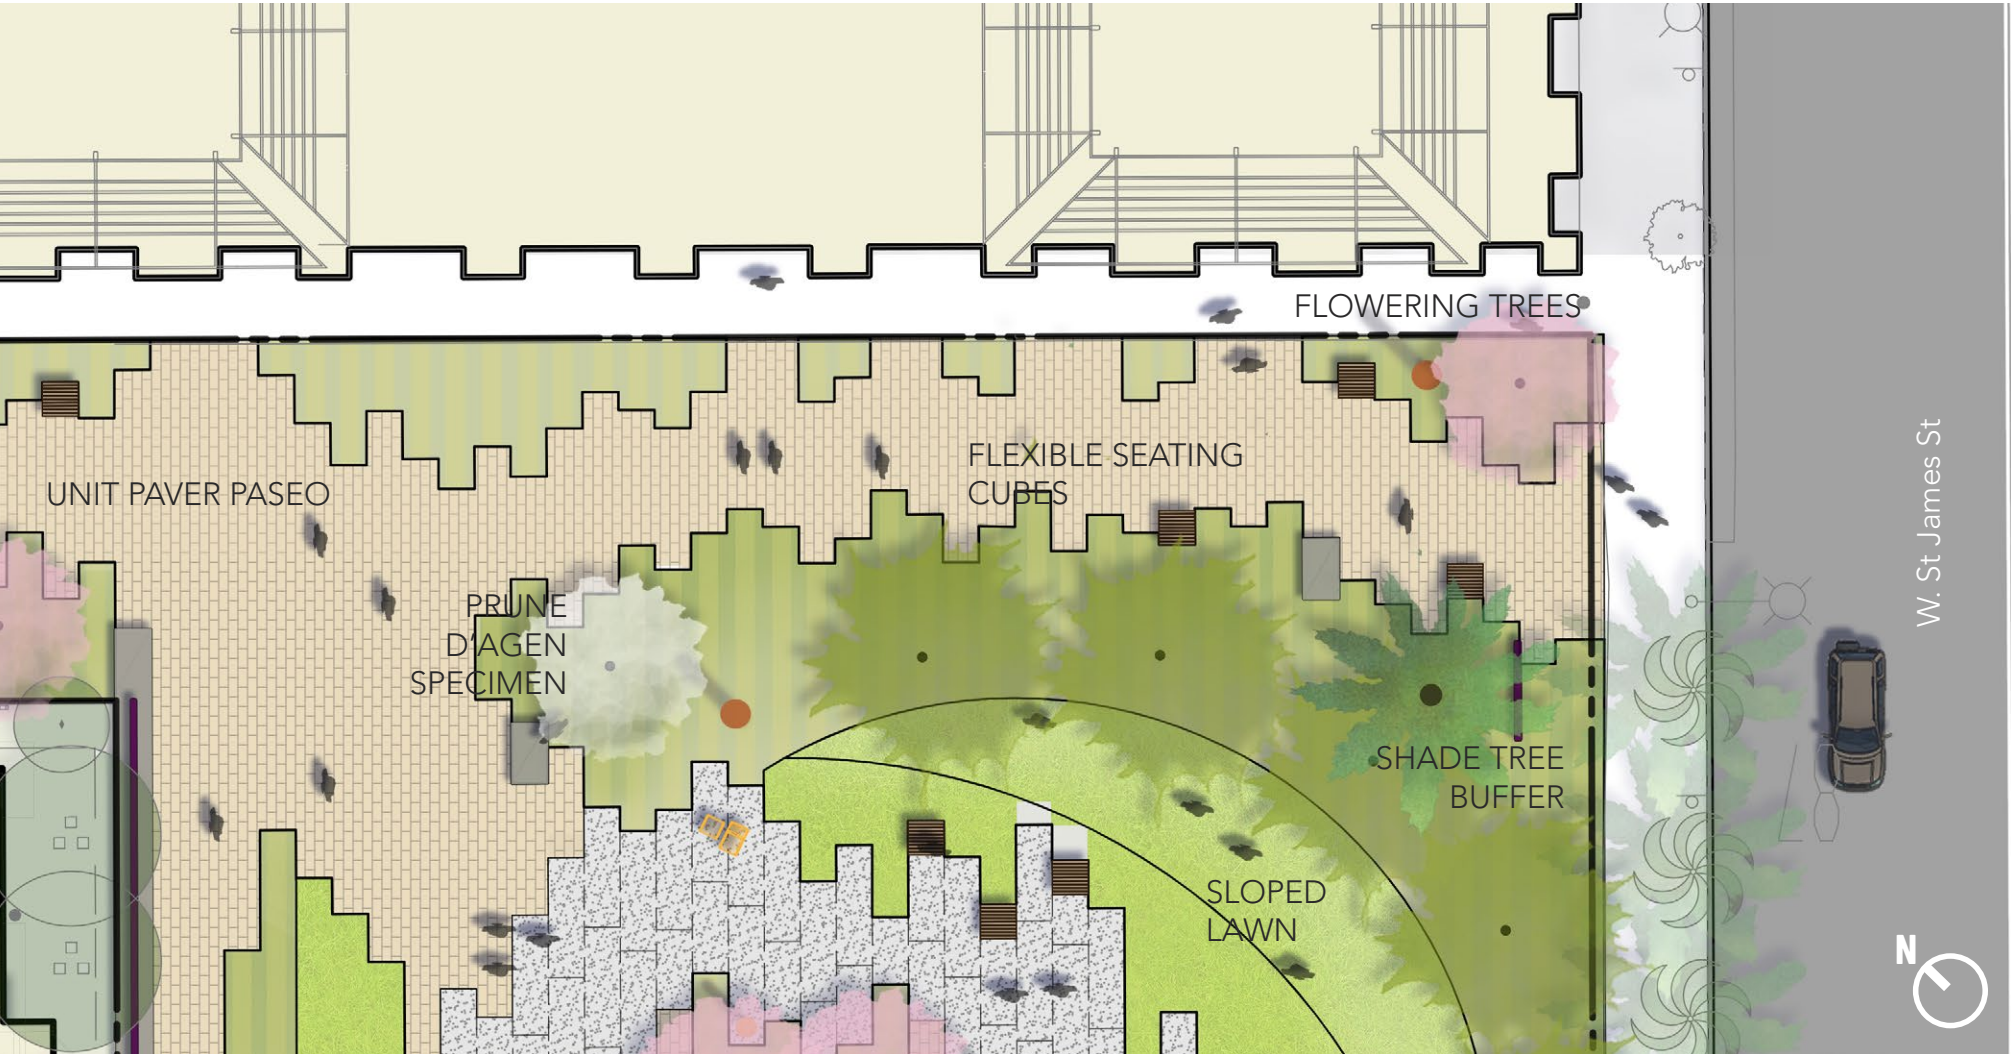 FLOWERING TREES
FLEXIBLE SEATING
CUBES
UNIT PAVER PASEO
PRUNE
D'AGEN
SPECIMEN
W. St James St
SHADE TREE
BUFFER
SLOPED
LAWN
N